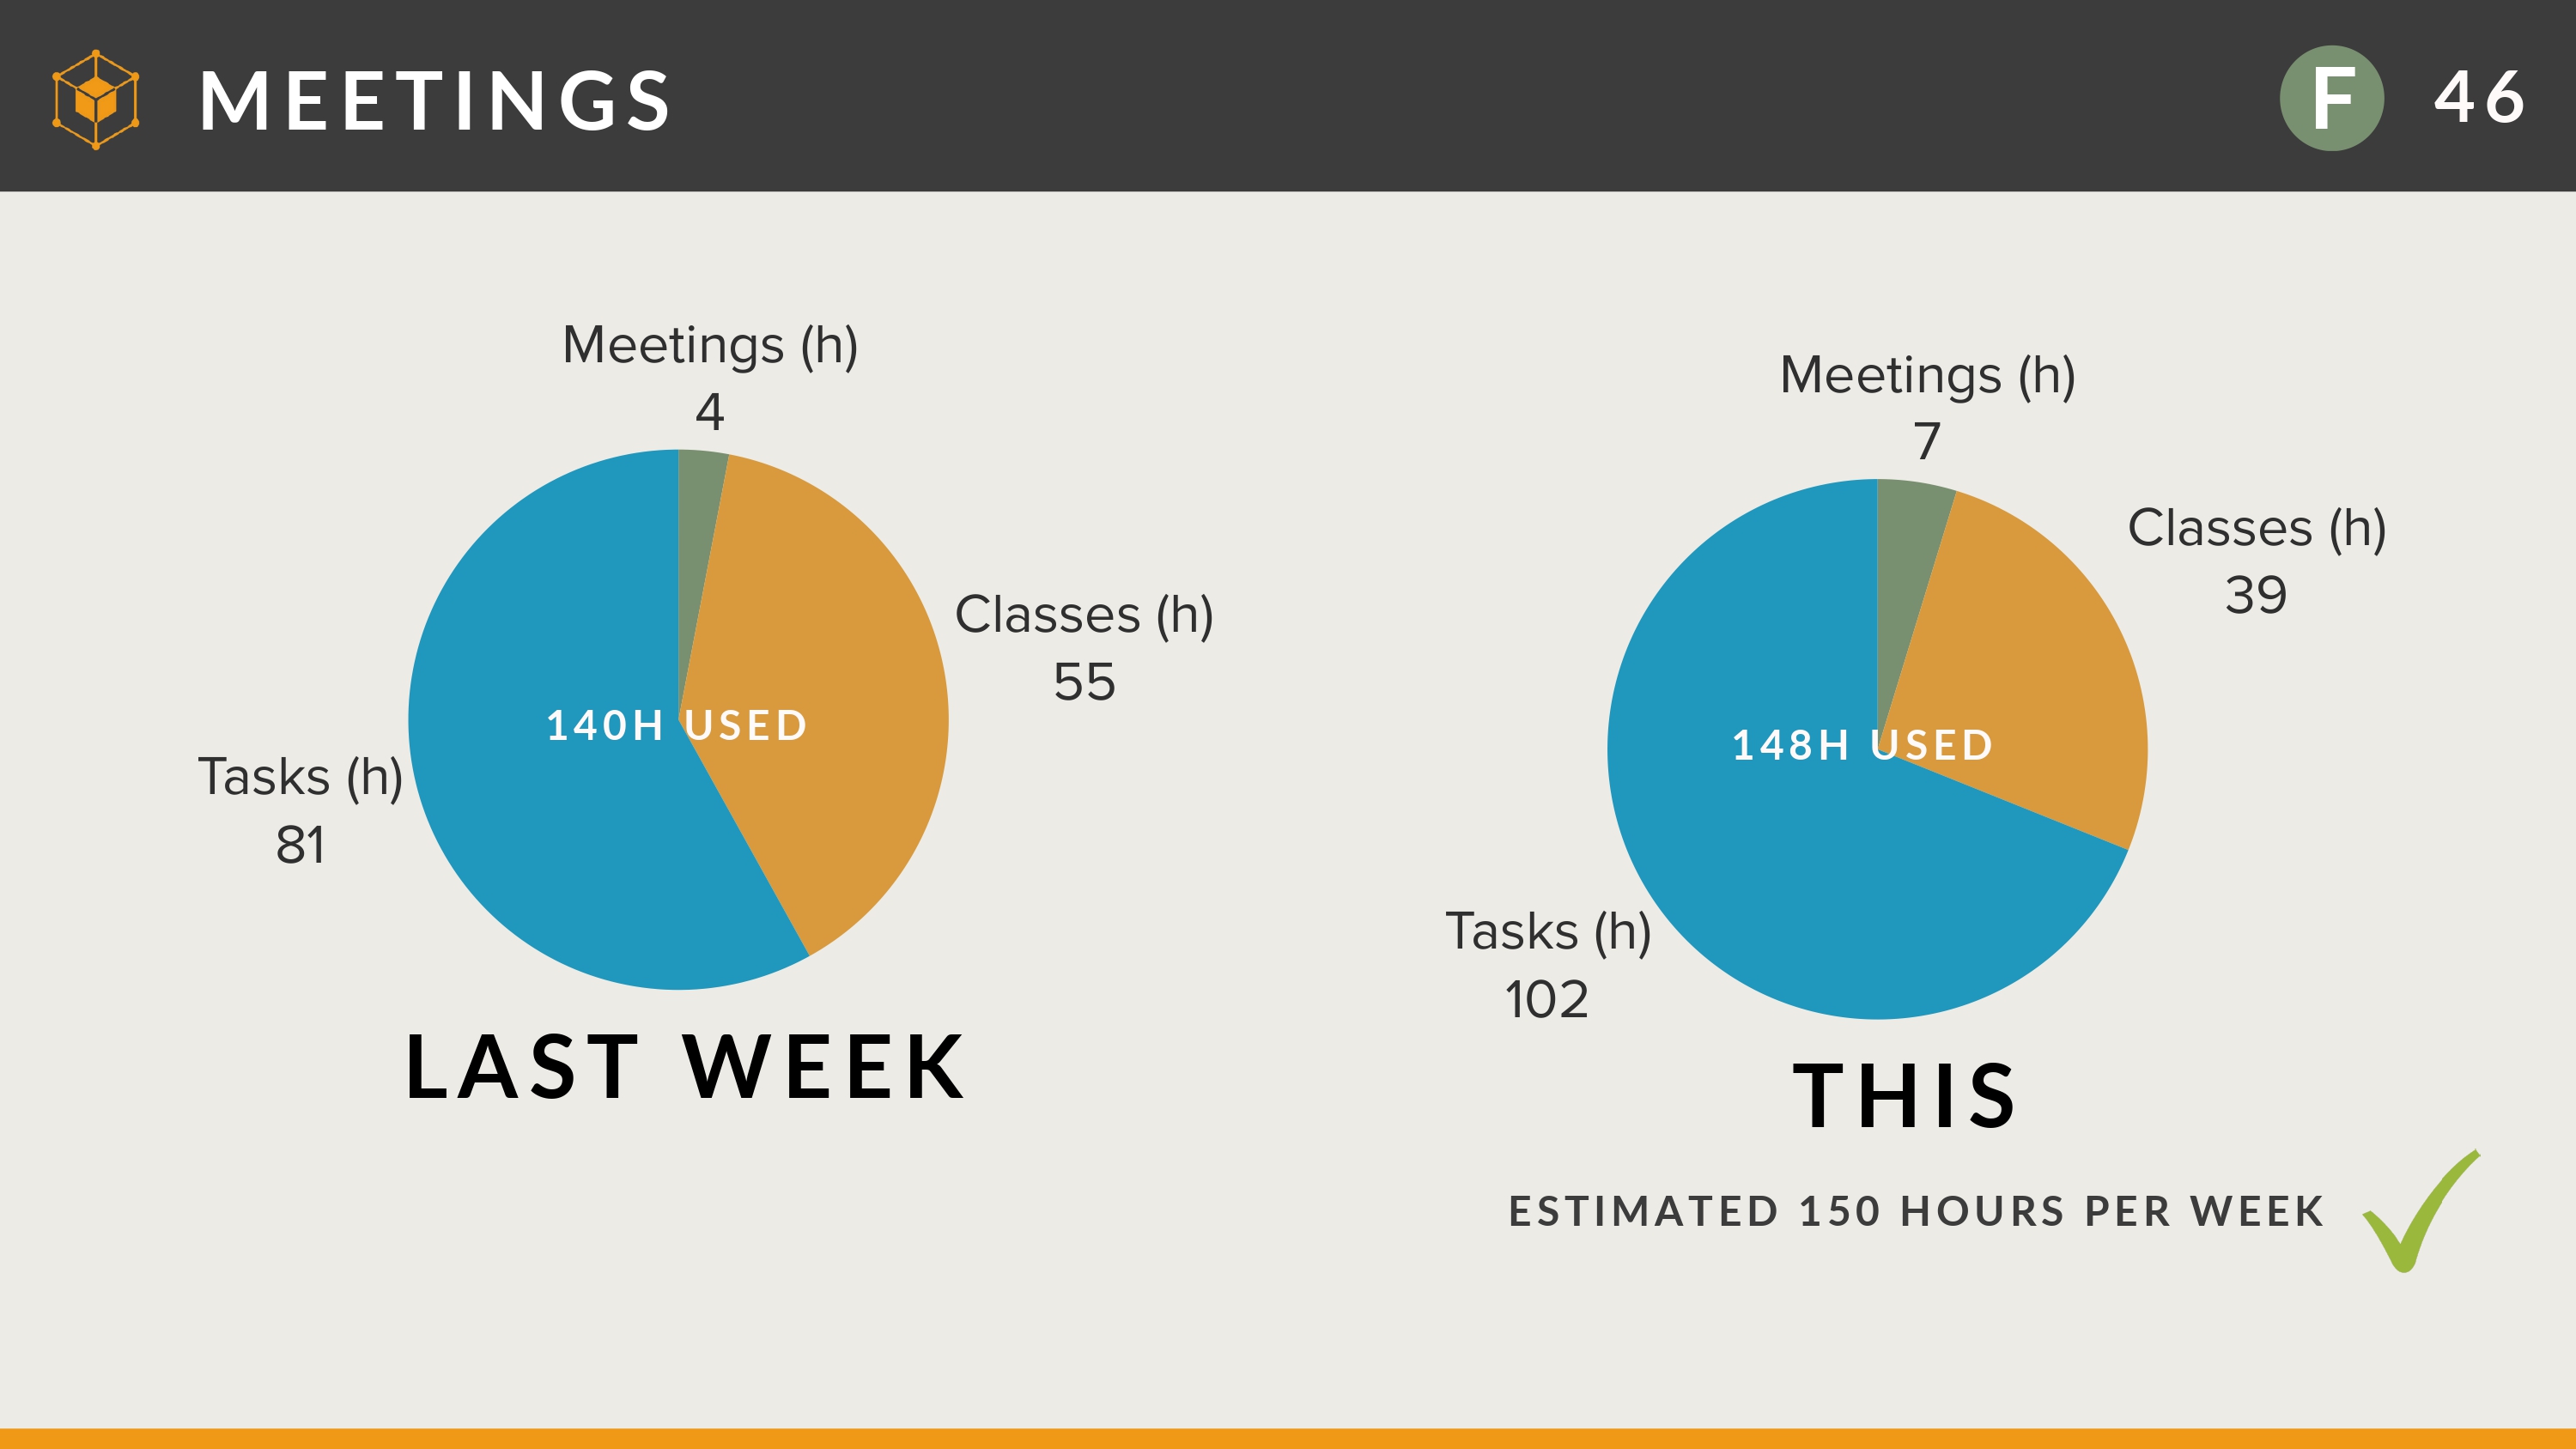 MEETINGS
F 46
Meetings (h)
4
Classes (h)
55
140H USED
Tasks (h)
81
LAST WEEK
Meetings (h)
7
Classes (h)
39
148H USED
Tasks (h)
102
THIS
ESTIMATED 150 HOURS PER WEEK